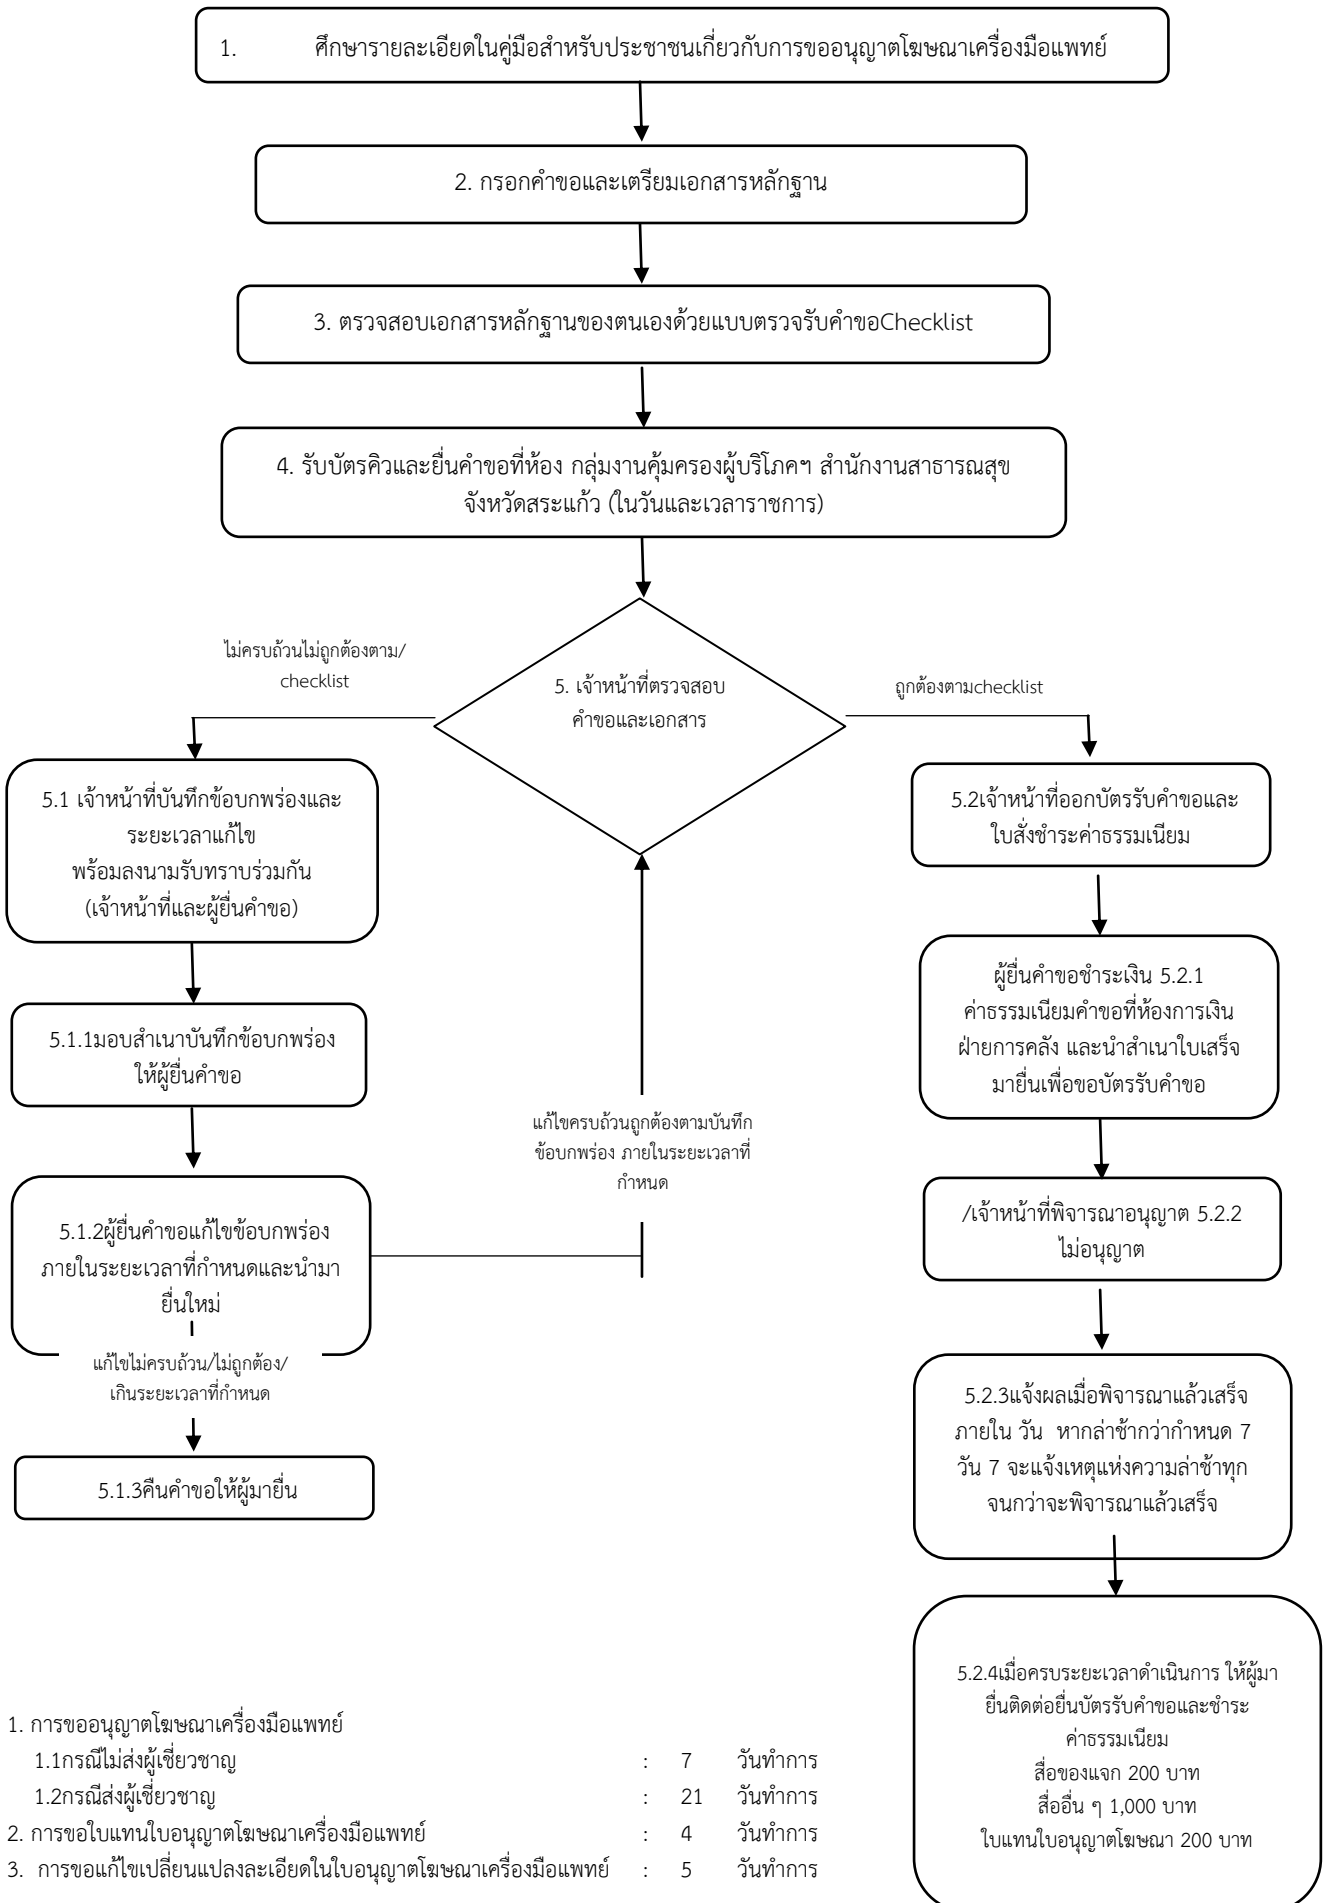 1. ศึกษารายละเอียดในคู่มือสำหรับประชาชนเกี่ยวกับการขออนุญาตโฆษณาเครื่องมือแพทย์
2. กรอกคำขอและเตรียมเอกสารหลักฐาน
3. ตรวจสอบเอกสารหลักฐานของตนเองด้วยแบบตรวจรับคำขอChecklist
4. รับบัตรคิวและยื่นคำขอที่ห้อง กลุ่มงานคุ้มครองผู้บริโภคฯ สำนักงานสาธารณสุข
จังหวัดสระแก้ว (ในวันและเวลาราชการ)
ไม่ครบถ้วนไม่ถูกต้องตาม/
checklist
5. เจ้าหน้าที่ตรวจสอบ
คำขอและเอกสาร
ถูกต้องตามchecklist
5.1 เจ้าหน้าที่บันทึกข้อบกพร่องและ
ระยะเวลาแก้ไข
พร้อมลงนามรับทราบร่วมกัน
(เจ้าหน้าที่และผู้ยื่นคำขอ)
5.1.1มอบสำเนาบันทึกข้อบกพร่อง
ให้ผู้ยื่นคำขอ
5.1.2ผู้ยื่นคำขอแก้ไขข้อบกพร่อง
ภายในระยะเวลาที่กำหนดและนำมา
ยื่นใหม่
แก้ไขไม่ครบถ้วน/ไม่ถูกต้อง/
เกินระยะเวลาที่กำหนด
5.1.3คืนคำขอให้ผู้มายื่น
แก้ไขครบถ้วนถูกต้องตามบันทึก
ข้อบกพร่อง ภายในระยะเวลาที่
กำหนด
5.2เจ้าหน้าที่ออกบัตรรับคำขอและ
ใบสั่งชำระค่าธรรมเนียม
ผู้ยื่นคำขอชำระเงิน 5.2.1
ค่าธรรมเนียมคำขอที่ห้องการเงิน
ฝ่ายการคลัง และนำสำเนาใบเสร็จ
มายื่นเพื่อขอบัตรรับคำขอ
/เจ้าหน้าที่พิจารณาอนุญาต 5.2.2
ไม่อนุญาต
5.2.3แจ้งผลเมื่อพิจารณาแล้วเสร็จ
ภายใน วัน หากล่าช้ากว่ากำหนด 7
วัน 7 จะแจ้งเหตุแห่งความล่าช้าทุก
จนกว่าจะพิจารณาแล้วเสร็จ
5.2.4เมื่อครบระยะเวลาดำเนินการ ให้ผู้มา
ยื่นติดต่อยื่นบัตรรับคำขอและชำระ
ค่าธรรมเนียม
สื่อของแจก 200 บาท
สื่ออื่น ๆ 1,000 บาท
ใบแทนใบอนุญาตโฆษณา 200 บาท
1. การขออนุญาตโฆษณาเครื่องมือแพทย์
1.1กรณีไม่ส่งผู้เชี่ยวชาญ : 7 วันทำการ
1.2กรณีส่งผู้เชี่ยวชาญ : 21 วันทำการ
2. การขอใบแทนใบอนุญาตโฆษณาเครื่องมือแพทย์ : 4 วันทำการ
3. การขอแก้ไขเปลี่ยนแปลงละเอียดในใบอนุญาตโฆษณาเครื่องมือแพทย์ : 5 วันทำการ